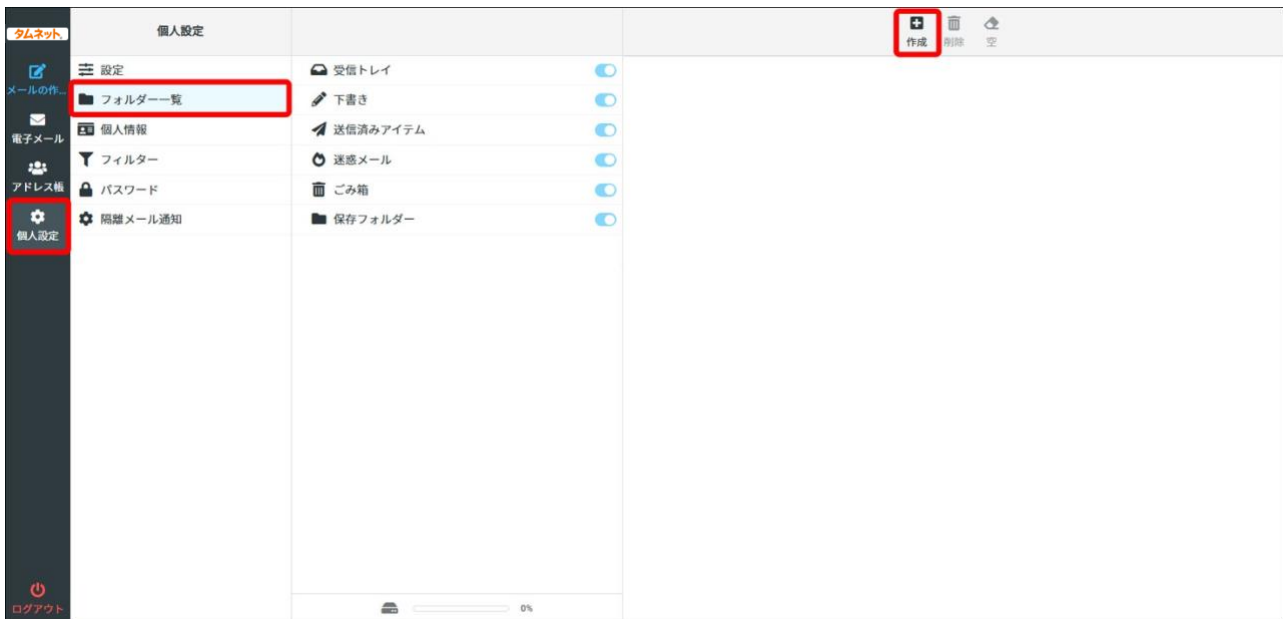 タムネット
メールの作...
電子メール
アドレス帳
個人設定
ログアウト
個人設定
設定
フォルダー一覧
個人情報
フィルター
パスワード
隔離メール通知
受信トレイ
下書き
送信済みアイテム
迷惑メール
ごみ箱
保存フォルダー
0%
作成
削除
空